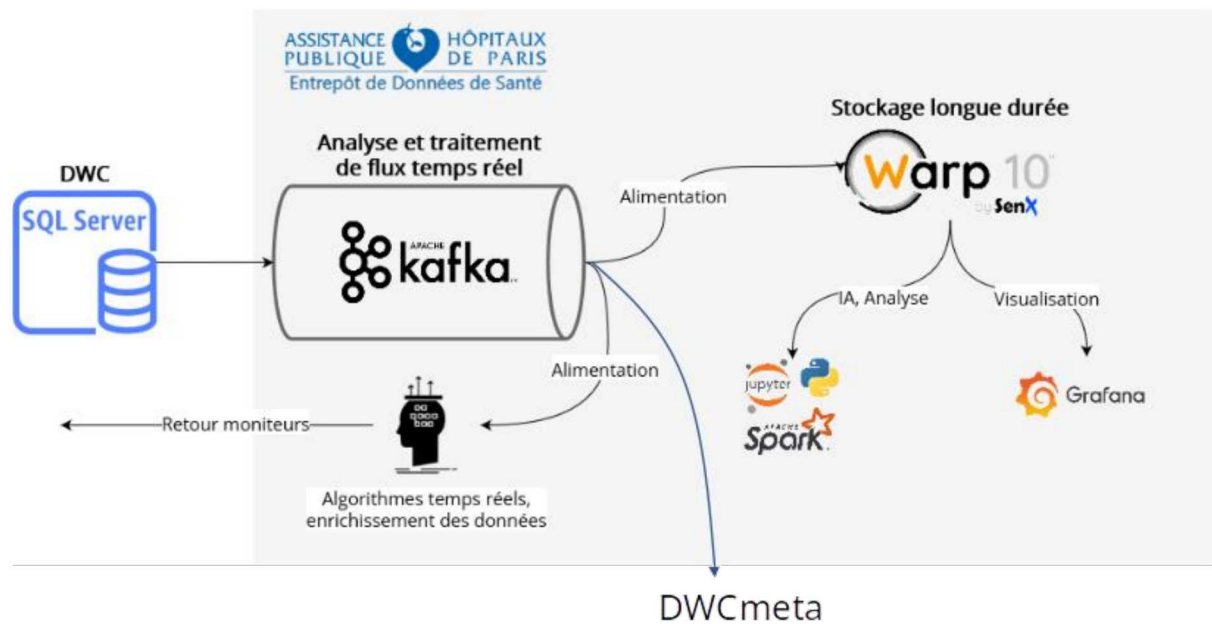 ASSISTANCE HÔPITAUX
PUBLIQUE DE PARIS
Entrepôt de Données de Santé
Stockage longue durée
Warp 10™
by SenX
Analyse et traitement
de flux temps réel
DWC
SQL Server
APACHE
kafka
Alimentation
IA, Analyse
Visualisation
Alimentation
jupyter
Grafana
APACHE
Spark
Retour moniteurs
Algorithmes temps réels,
enrichissement des données
DWCmeta